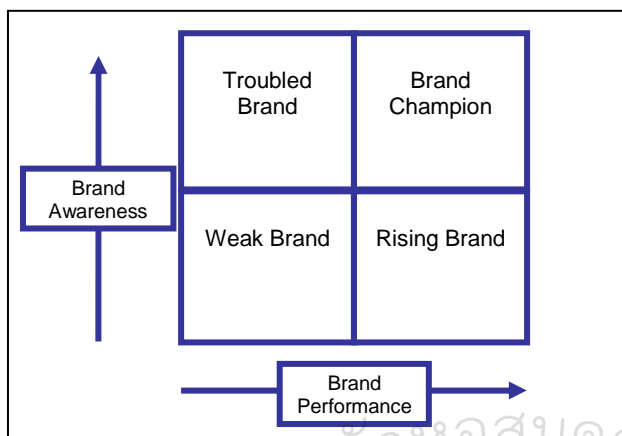 Troubled
Brand
Brand
Champion
Brand
Awareness
Weak Brand
Rising Brand
Brand
Performance